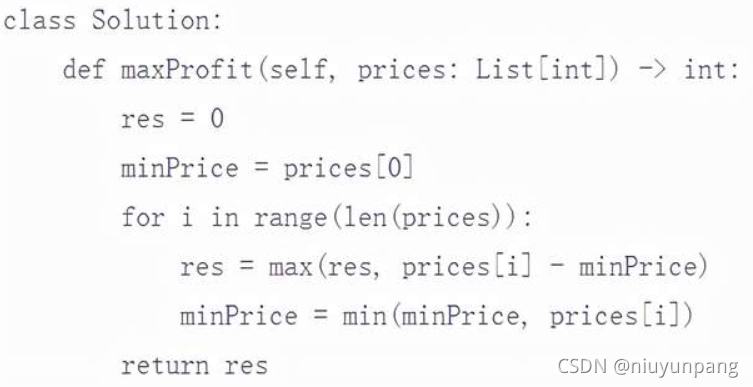 class Solution:
    def maxProfit(self, prices: List[int]) -> int:
        res = 0
        minPrice = prices[0]
        for i in range(len(prices)):
            res = max(res, prices[i] - minPrice)
            minPrice = min(minPrice, prices[i])
        return res
CSDN @niuyunpang